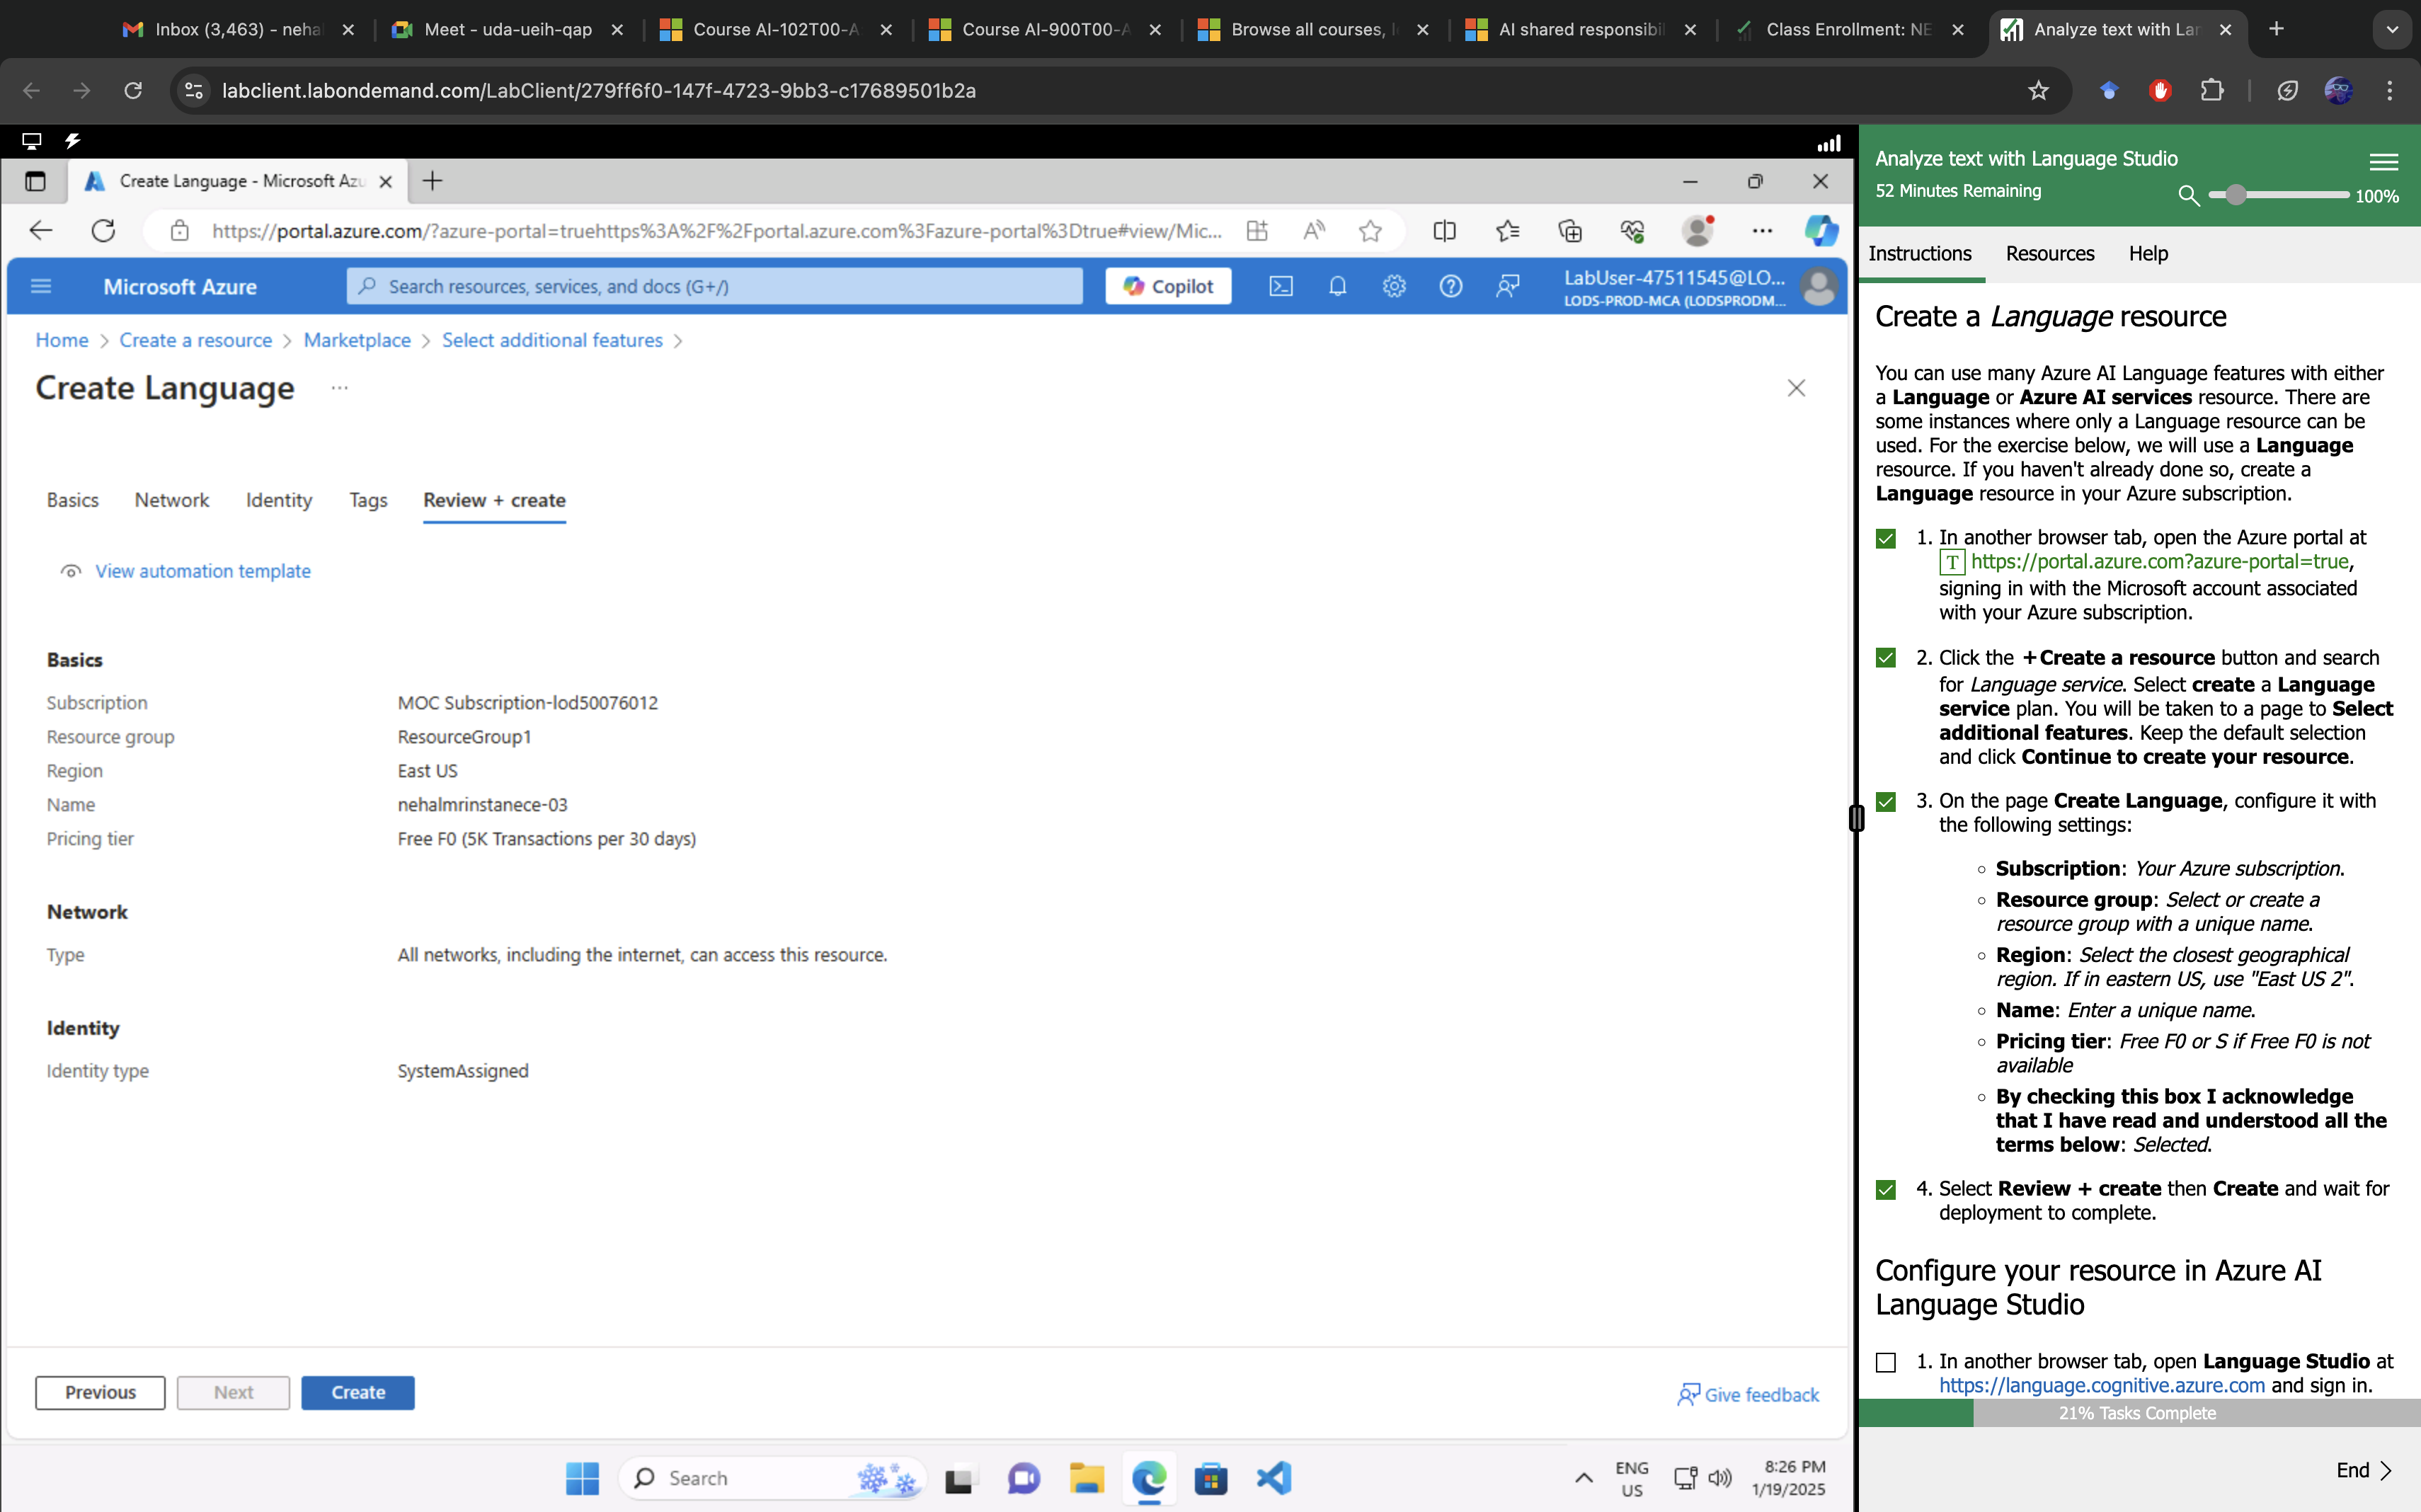 Inbox (3,463) - neha
Meet - uda-ueih-qap
Course AI-102T00-A
Course AI-900T00-A
Browse all courses, l
AI shared responsibil
Class Enrollment: NE
Analyze text with Lan
labclient.labondemand.com/LabClient/279ff6f0-147f-4723-9bb3-c17689501b2a
Create Language - Microsoft Azu
https://portal.azure.com/?azure-portal=truehttps%3A%2F%2Fportal.azure.com%3Fazure-portal%3Dtrue#view/Mic...
Microsoft Azure
Search resources, services, and docs (G+/)
Copilot
LabUser-47511545@LO...
LODS-PROD-MCA (LODSPRODM...
Home > Create a resource > Marketplace > Select additional features >
Create Language ...
Basics Network Identity Tags Review + create
View automation template
Basics
Subscription MOC Subscription-lod50076012
Resource group ResourceGroup1
Region East US
Name nehalmrinstanece-03
Pricing tier Free F0 (5K Transactions per 30 days)
Network
Type All networks, including the internet, can access this resource.
Identity
Identity type SystemAssigned
Previous Next Create
Give feedback
Search
ENG
US
8:26 PM
1/19/2025
Analyze text with Language Studio
52 Minutes Remaining
100%
Instructions Resources Help
Create a Language resource
You can use many Azure AI Language features with either
a Language or Azure AI services resource. There are
some instances where only a Language resource can be
used. For the exercise below, we will use a Language
resource. If you haven't already done so, create a
Language resource in your Azure subscription.
1. In another browser tab, open the Azure portal at
T https://portal.azure.com?azure-portal=true,
signing in with the Microsoft account associated
with your Azure subscription.
2. Click the +Create a resource button and search
for Language service. Select create a Language
service plan. You will be taken to a page to Select
additional features. Keep the default selection
and click Continue to create your resource.
3. On the page Create Language, configure it with
the following settings:
Subscription: Your Azure subscription.
Resource group: Select or create a
resource group with a unique name.
Region: Select the closest geographical
region. If in eastern US, use "East US 2".
Name: Enter a unique name.
Pricing tier: Free F0 or S if Free F0 is not
available
By checking this box I acknowledge
that I have read and understood all the
terms below: Selected.
4. Select Review + create then Create and wait for
deployment to complete.
Configure your resource in Azure AI
Language Studio
1. In another browser tab, open Language Studio at
https://language.cognitive.azure.com and sign in.
21% Tasks Complete
End >